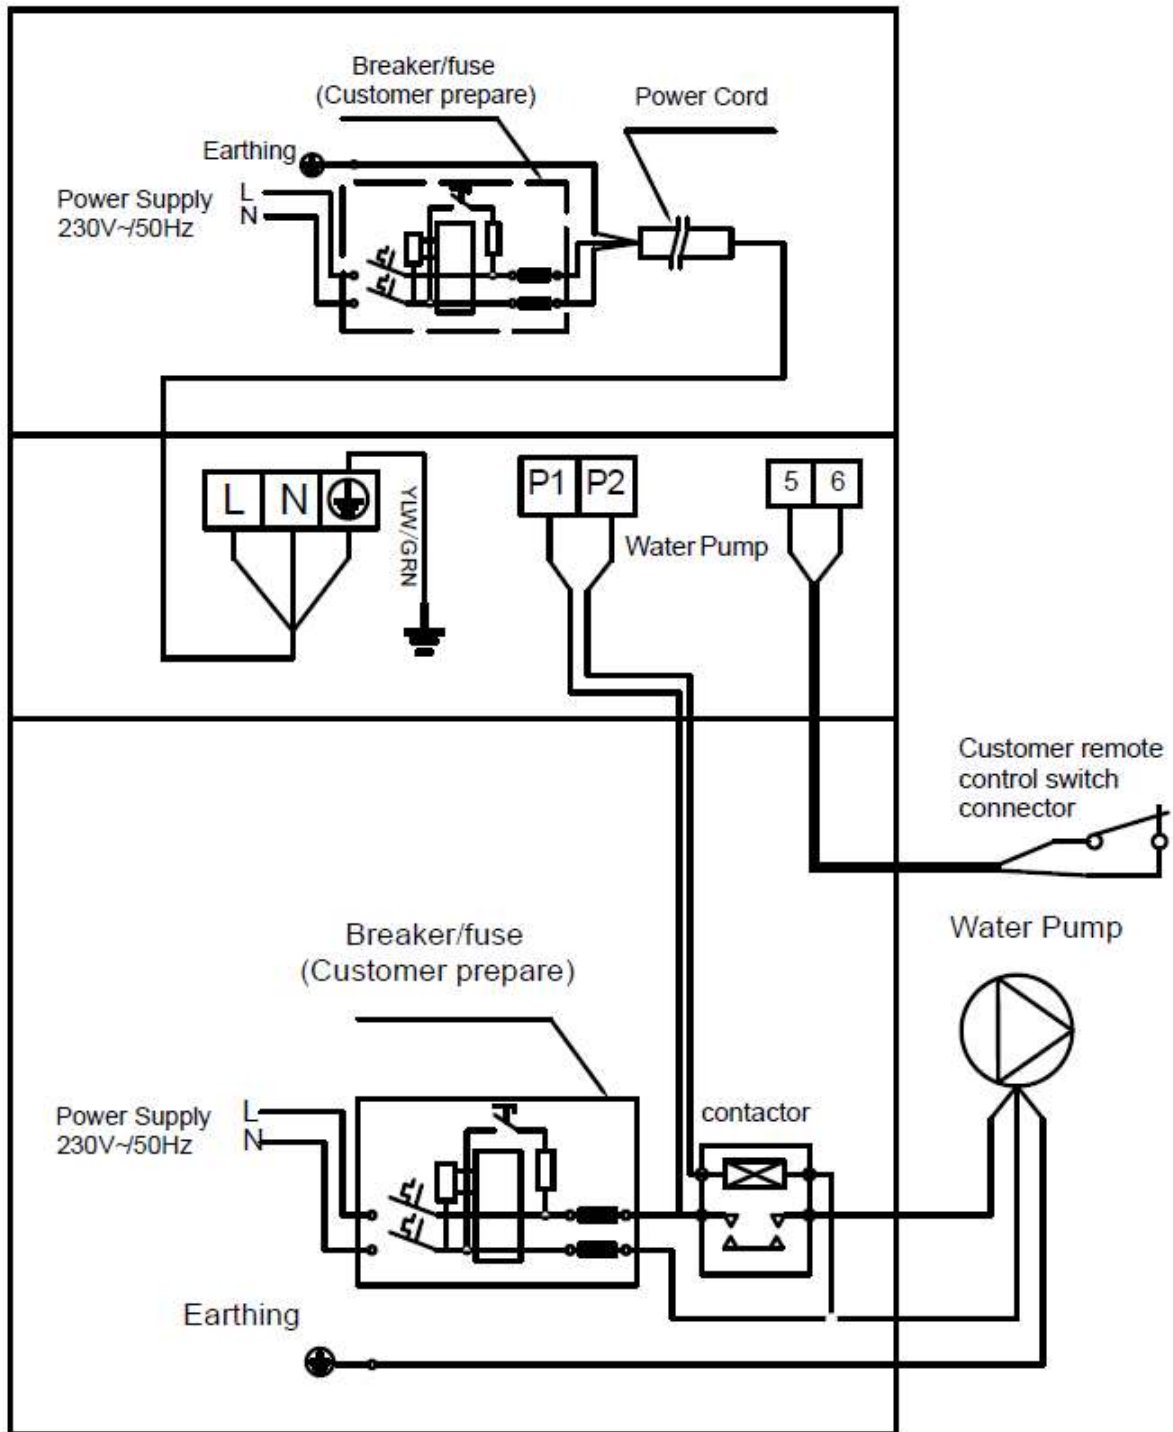 Breaker/fuse
(Customer prepare)
Power Cord
Earthing
Power Supply
230V~/50Hz
L
N
L N
YLW/GRN
P1 P2
Water Pump
5 6
Customer remote
control switch
connector
Water Pump
Breaker/fuse
(Customer prepare)
Power Supply
230V~/50Hz
L
N
contactor
Earthing